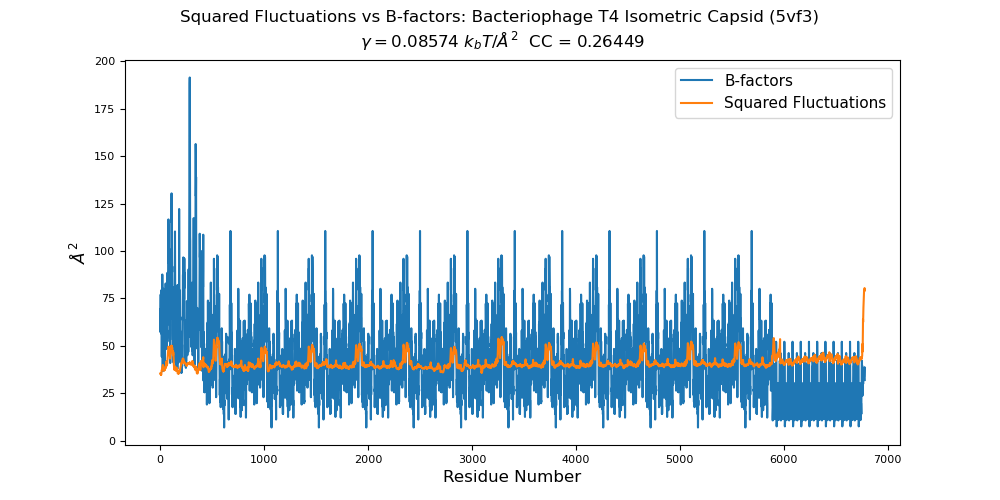 Squared Fluctuations vs B-factors: Bacteriophage T4 Isometric Capsid (5vf3)
γ = 0.08574 k_bT/Å²  CC = 0.26449
B-factors
Squared Fluctuations
200
175
150
125
100
75
50
25
0
Å²
0 1000 2000 3000 4000 5000 6000 7000
Residue Number